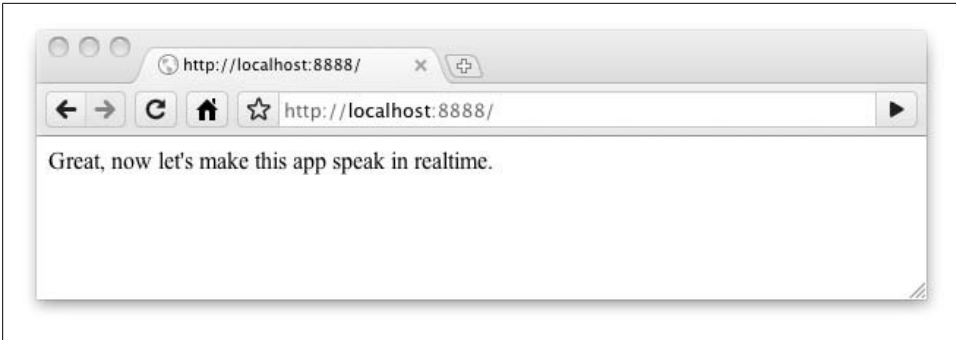 http://localhost:8888/
http://localhost:8888/
Great, now let's make this app speak in realtime.